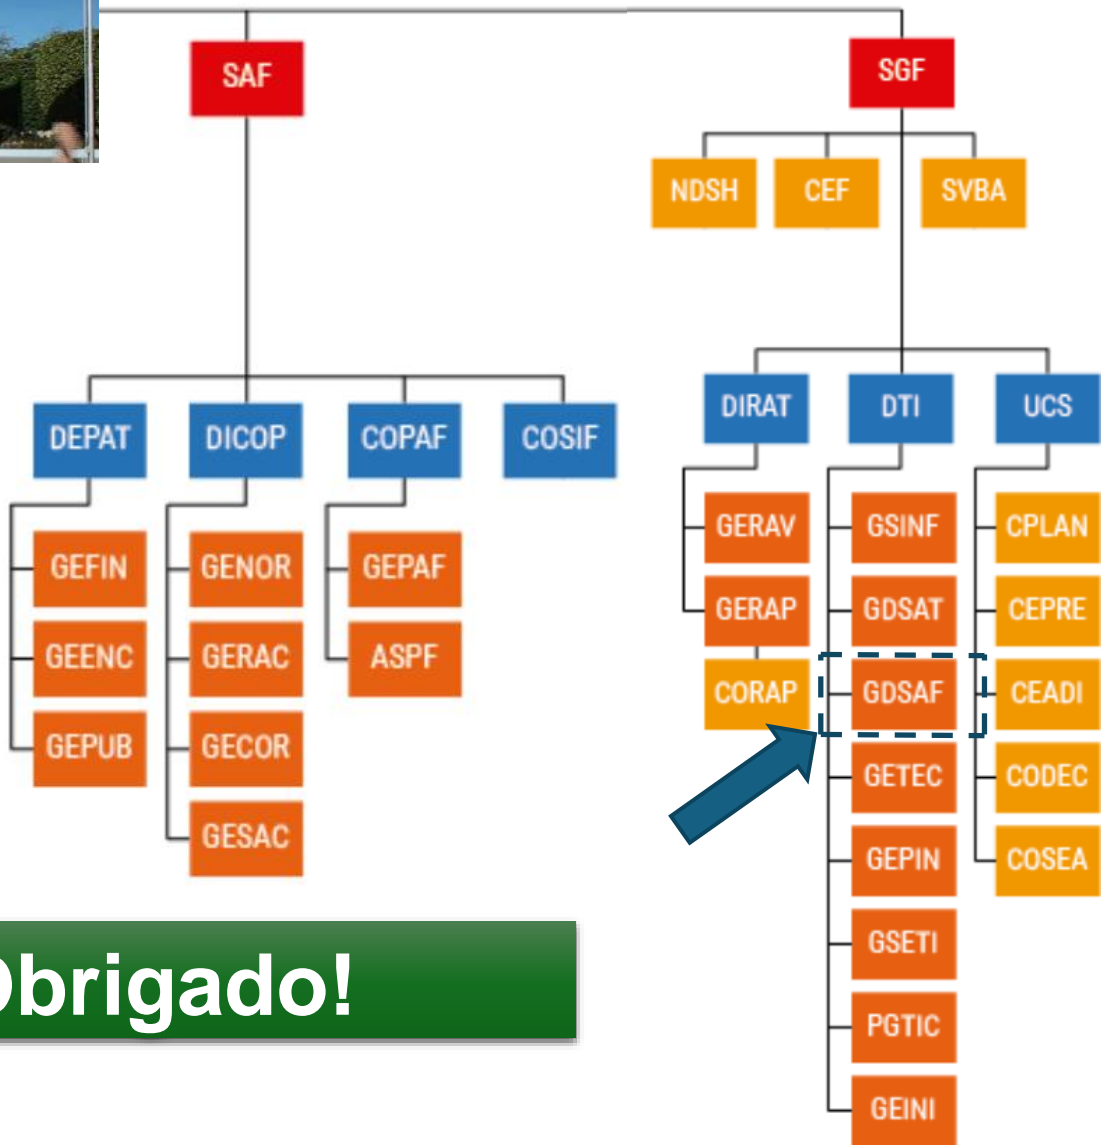 SAF
SGF
NDSH
CEF
SVBA
DEPAT
DICOP
COPAF
COSIF
DIRAT
DTI
UCS
GEFIN
GEENC
GEPUB
GENOR
GERAC
GECOR
GESAC
GEPAF
ASPF
GERAV
GERAP
CORAP
GSINF
GDSAT
GDSAF
GETEC
GEPIN
GSETI
PGTIC
GEINI
CPLAN
CEPRE
CEADI
CODEC
COSEA
Obrigado!